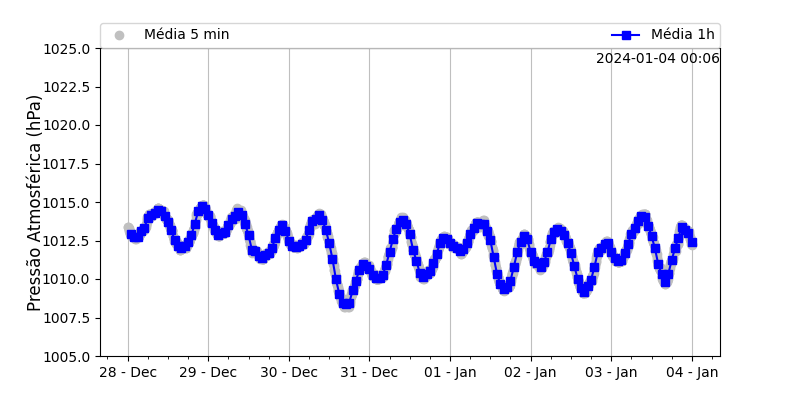 Média 5 min
Média 1h
2024-01-04 00:06
Pressão Atmosférica (hPa)
1025.0
1022.5
1020.0
1017.5
1015.0
1012.5
1010.0
1007.5
1005.0
28 - Dec
29 - Dec
30 - Dec
31 - Dec
01 - Jan
02 - Jan
03 - Jan
04 - Jan